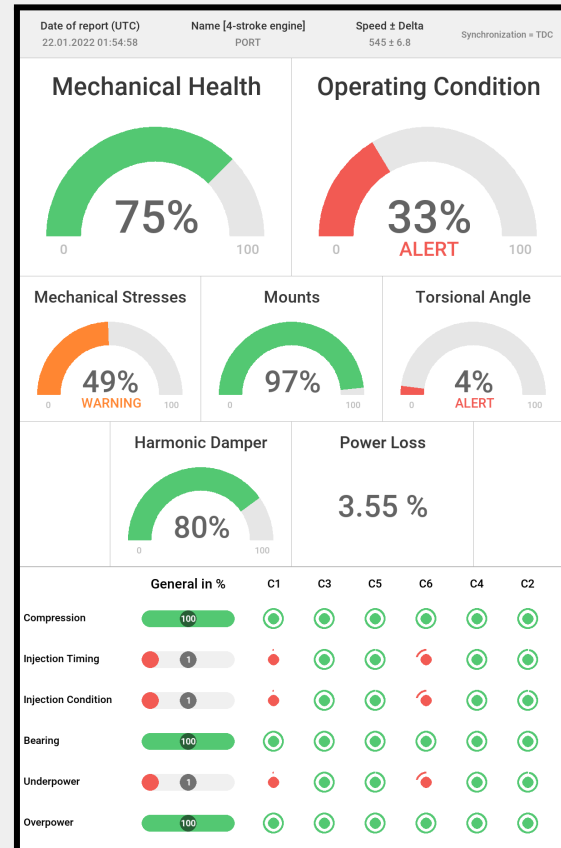 Date of report (UTC) Name [4-stroke engine] Speed ± Delta Synchronization = TDC
22.01.2022 01:54:58 PORT 545 ± 6.8
Mechanical Health Operating Condition
75% 33%
0 100 0 ALERT 100
Mechanical Stresses Mounts Torsional Angle
49% 97% 4%
0 WARNING 100 0 100 0 ALERT 100
Harmonic Damper Power Loss
80% 3.55 %
0 100
General in % C1 C3 C5 C6 C4 C2
Compression 100
Injection Timing 1
Injection Condition 1
Bearing 100
Underpower 1
Overpower 100